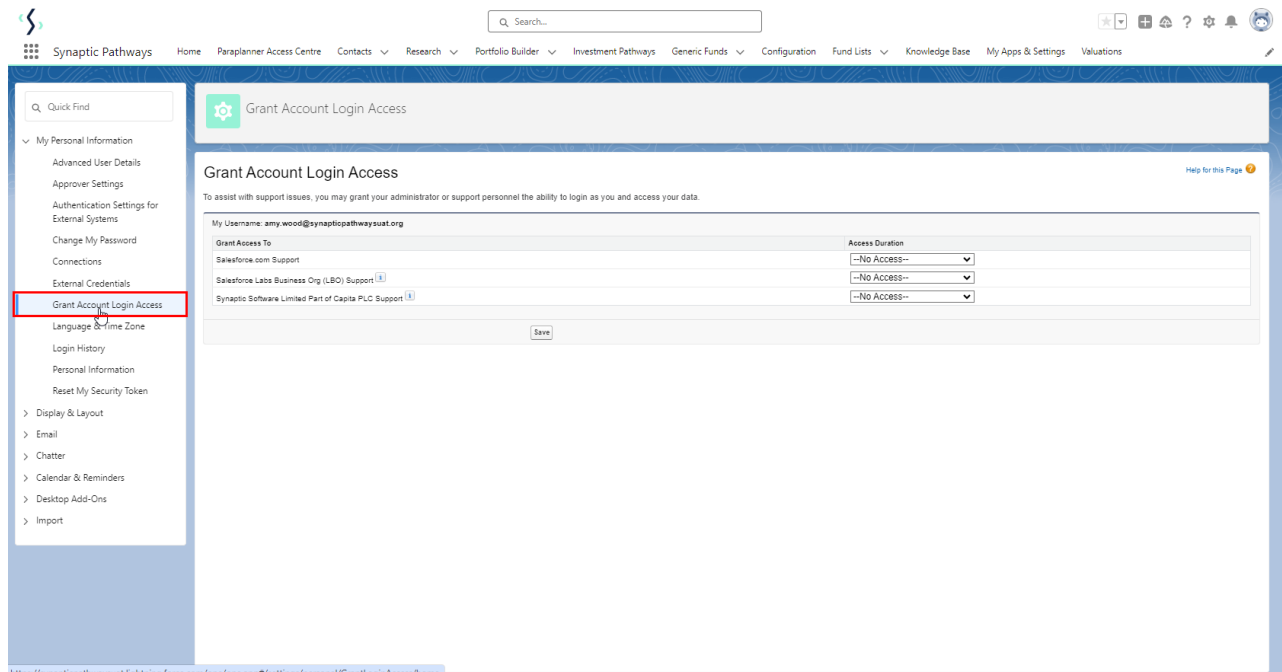 Search...
Synaptic Pathways Home Paraplanner Access Centre Contacts Research Portfolio Builder Investment Pathways Generic Funds Configuration Fund Lists Knowledge Base My Apps & Settings Valuations
Quick Find
My Personal Information
Advanced User Details
Approver Settings
Authentication Settings for
External Systems
Change My Password
Connections
External Credentials
Grant Account Login Access
Language & Time Zone
Login History
Personal Information
Reset My Security Token
Display & Layout
Email
Chatter
Calendar & Reminders
Desktop Add-Ons
Import
Grant Account Login Access
Grant Account Login Access
Help for this Page
To assist with support issues, you may grant your administrator or support personnel the ability to login as you and access your data.
My Username: amy.wood@synapticpathwaysuat.org
Grant Access To Access Duration
Salesforce.com Support --No Access--
Salesforce Labs Business Org (LBO) Support --No Access--
Synaptic Software Limited Part of Capita PLC Support --No Access--
Save